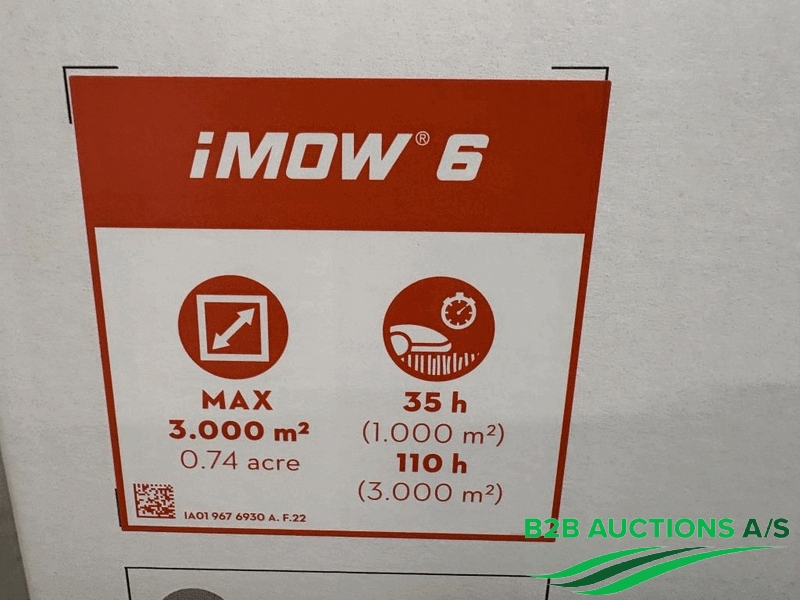 iMOW® 6
MAX
3.000 m²
0.74 acre
35 h
(1.000 m²)
110 h
(3.000 m²)
IA01 967 6930 A. F.22
B2B AUCTIONS A/S